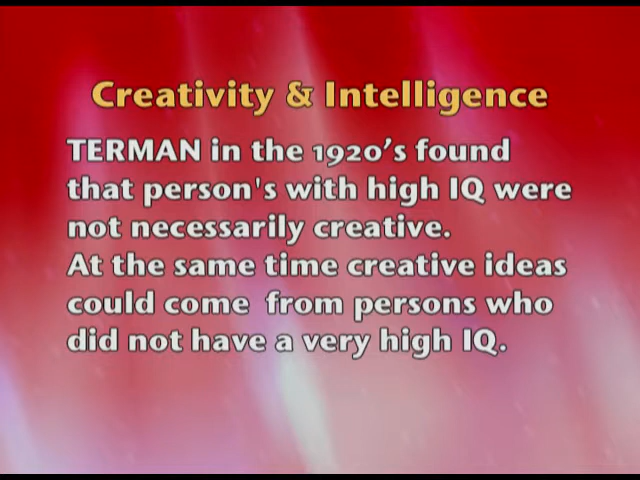 Creativity & Intelligence
TERMAN in the 1920’s found
that person's with high IQ were
not necessarily creative.
At the same time creative ideas
could come from persons who
did not have a very high IQ.